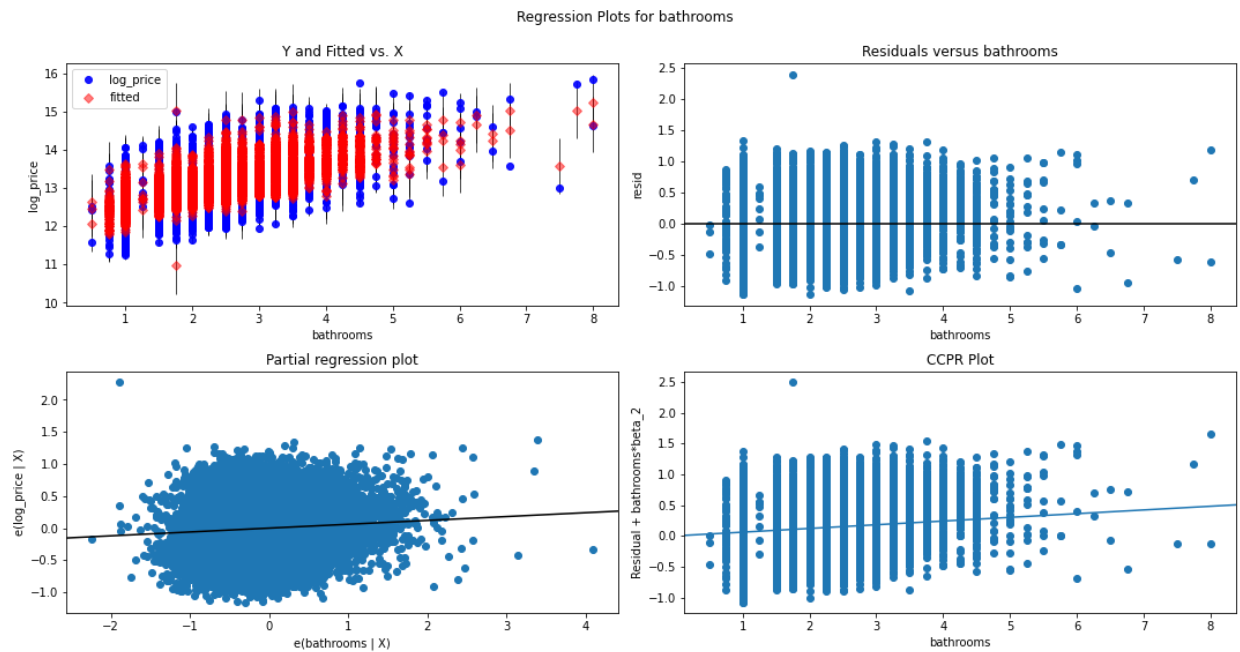 Regression Plots for bathrooms
Y and Fitted vs. X
log_price
fitted
16
15
14
13
12
11
10
log_price
1 2 3 4 5 6 7 8
bathrooms
Residuals versus bathrooms
2.5
2.0
1.5
1.0
0.5
0.0
−0.5
−1.0
resid
1 2 3 4 5 6 7 8
bathrooms
Partial regression plot
2.0
1.5
1.0
0.5
0.0
−0.5
−1.0
e(log_price | X)
−2 −1 0 1 2 3 4
e(bathrooms | X)
CCPR Plot
2.5
2.0
1.5
1.0
0.5
0.0
−0.5
−1.0
Residual + bathrooms*beta_2
1 2 3 4 5 6 7 8
bathrooms